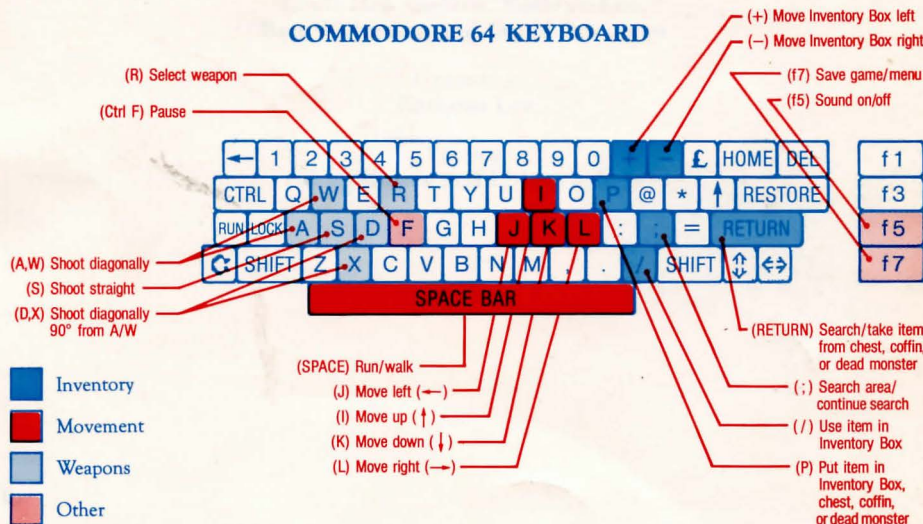 COMMODORE 64 KEYBOARD
(+) Move Inventory Box left
(−) Move Inventory Box right
(f7) Save game/menu
(f5) Sound on/off
(R) Select weapon
(Ctrl F) Pause
← 1 2 3 4 5 6 7 8 9 0 + − £ HOME DEL f1
CTRL Q W E R T Y U I O P @ * ↑ RESTORE f3
RUN LOCK A S D F G H J K L : ; = RETURN f5
C SHIFT Z X C V B N M , . / SHIFT ⇕ ⇔ f7
SPACE BAR
(A,W) Shoot diagonally
(S) Shoot straight
(D,X) Shoot diagonally
90° from A/W
(SPACE) Run/walk
(J) Move left (←)
(I) Move up (↑)
(K) Move down (↓)
(L) Move right (→)
(RETURN) Search/take item
from chest, coffin,
or dead monster
(;) Search area/
continue search
(/) Use item in
Inventory Box
(P) Put item in
Inventory Box,
chest, coffin,
or dead monster
Inventory
Movement
Weapons
Other